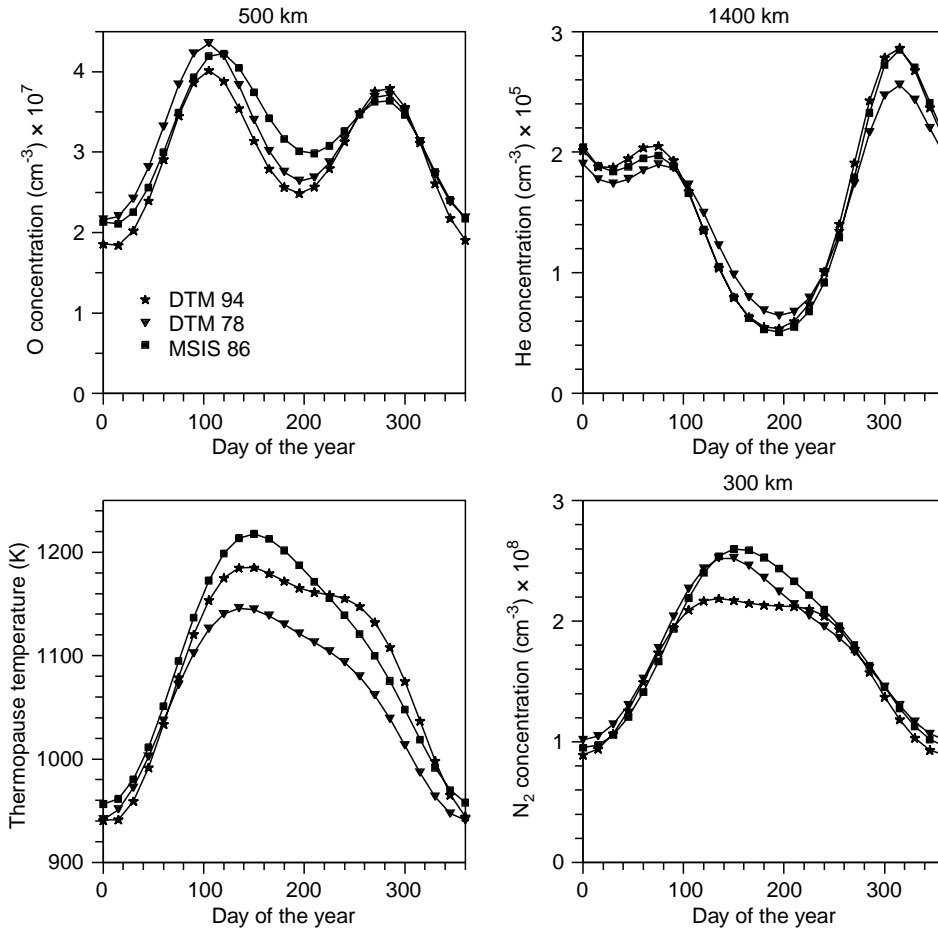 500 km
O concentration (cm⁻³) × 10⁷
4
3
2
1
0
DTM 94
DTM 78
MSIS 86
0 100 200 300
Day of the year
1400 km
He concentration (cm⁻³) × 10⁵
3
2
1
0
0 100 200 300
Day of the year
Thermopause temperature (K)
1200
1100
1000
900
0 100 200 300
Day of the year
300 km
N₂ concentration (cm⁻³) × 10⁸
3
2
1
0
0 100 200 300
Day of the year